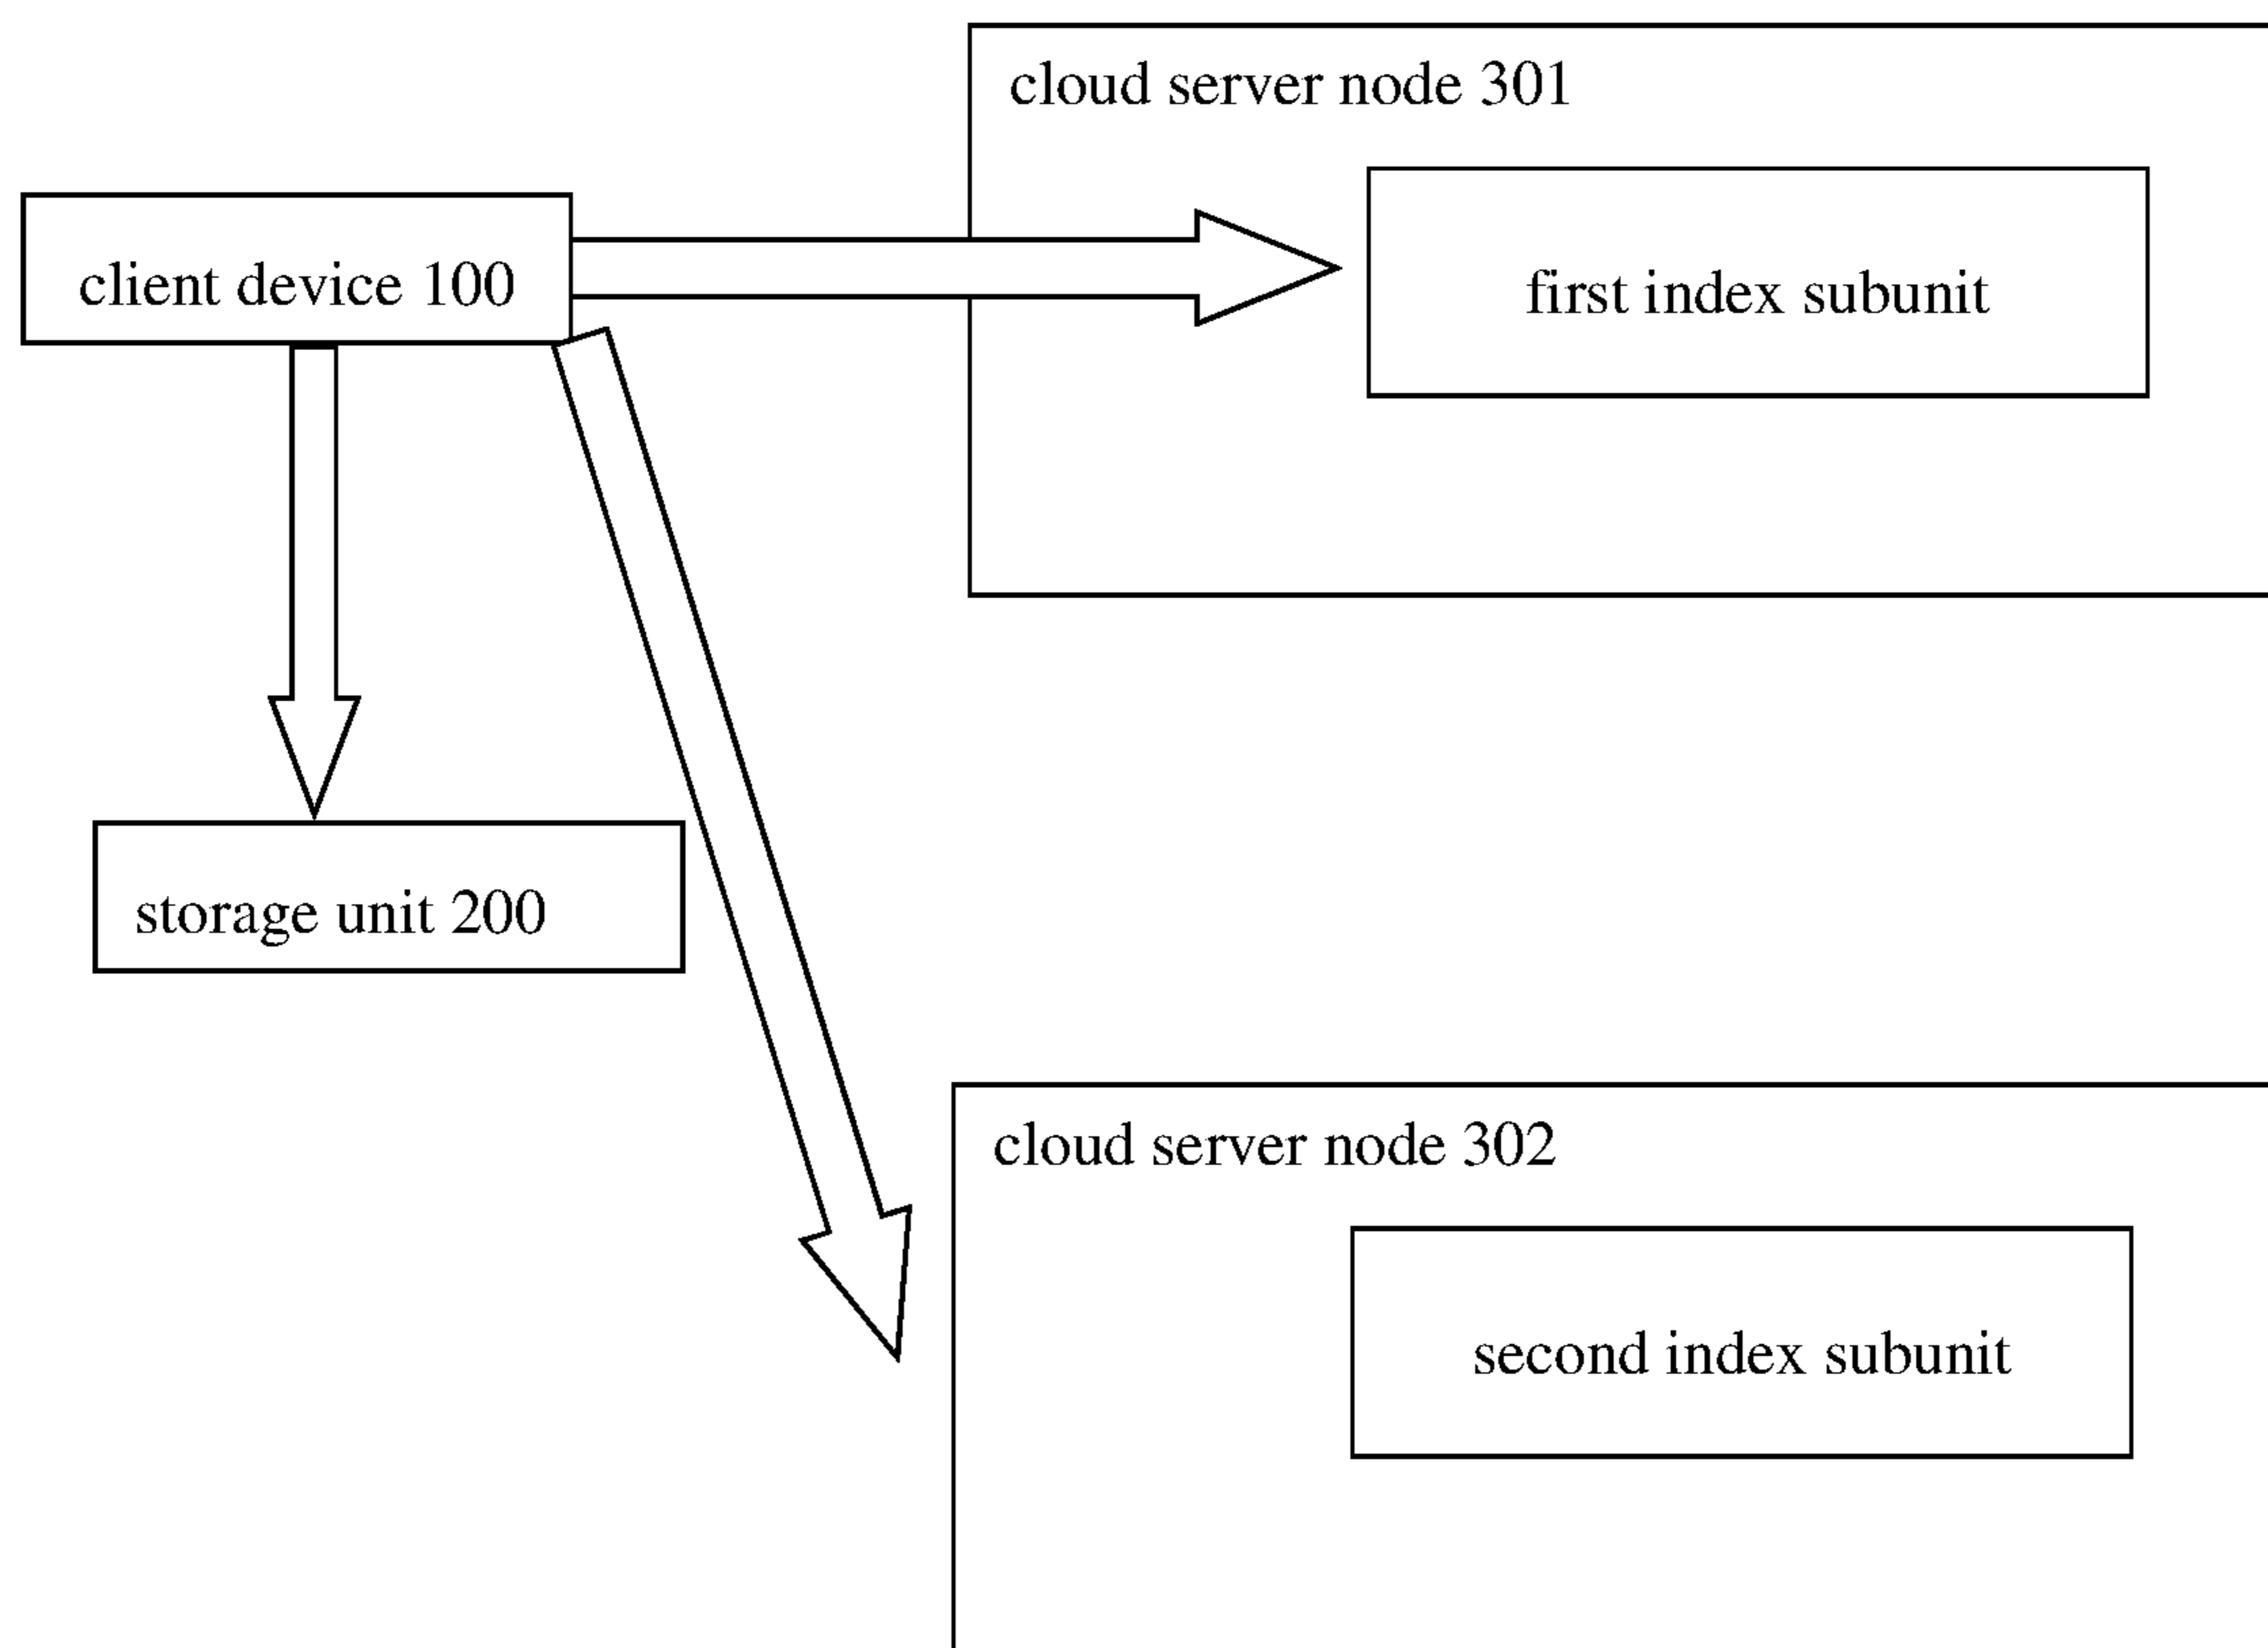 cloud server node 301
client device 100
first index subunit
storage unit 200
cloud server node 302
second index subunit